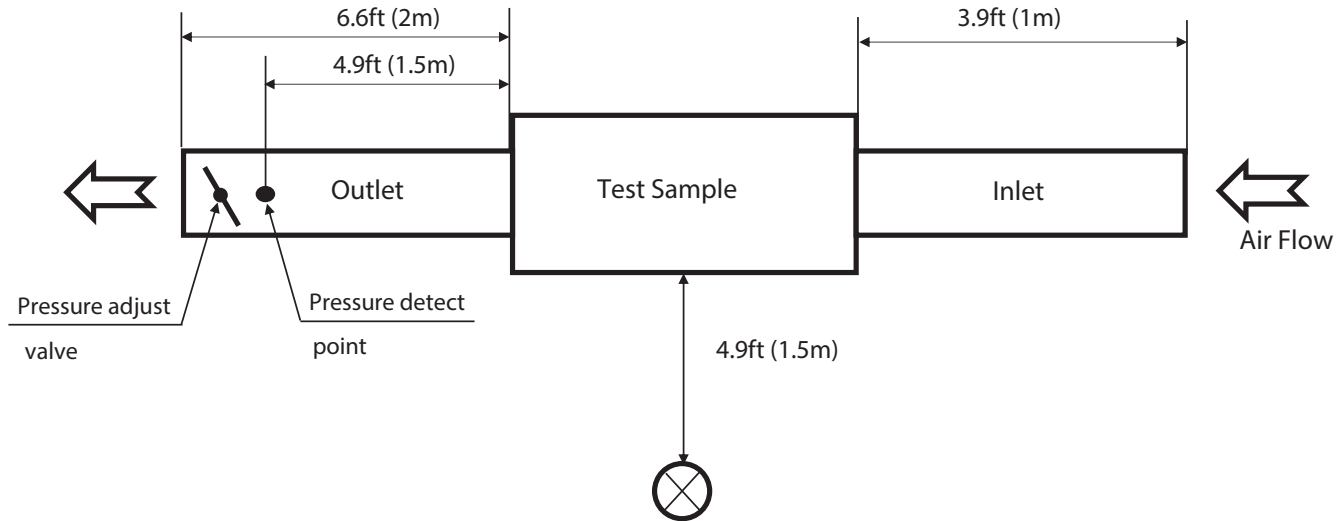 6.6ft (2m)
3.9ft (1m)
4.9ft (1.5m)
Outlet
Test Sample
Inlet
Air Flow
Pressure adjust
valve
Pressure detect
point
4.9ft (1.5m)